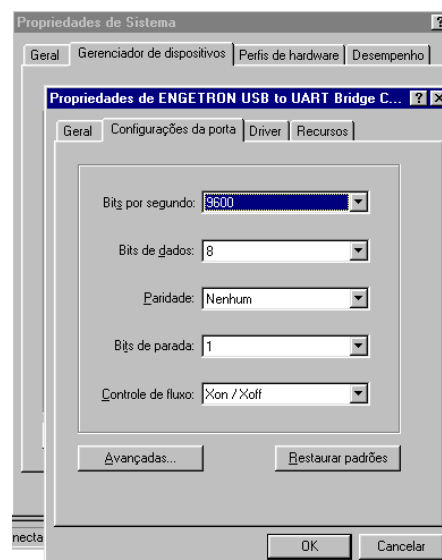 Propriedades de Sistema ?
Geral Gerenciador de dispositivos Perfis de hardware Desempenho
Propriedades de ENGETRON USB to UART Bridge C... ? ×
Geral Configurações da porta Driver Recursos
Bits por segundo: 9600
Bits de dados: 8
Paridade: Nenhum
Bits de parada: 1
Controle de fluxo: Xon / Xoff
Avançadas... Restaurar padrões
necta
OK Cancelar